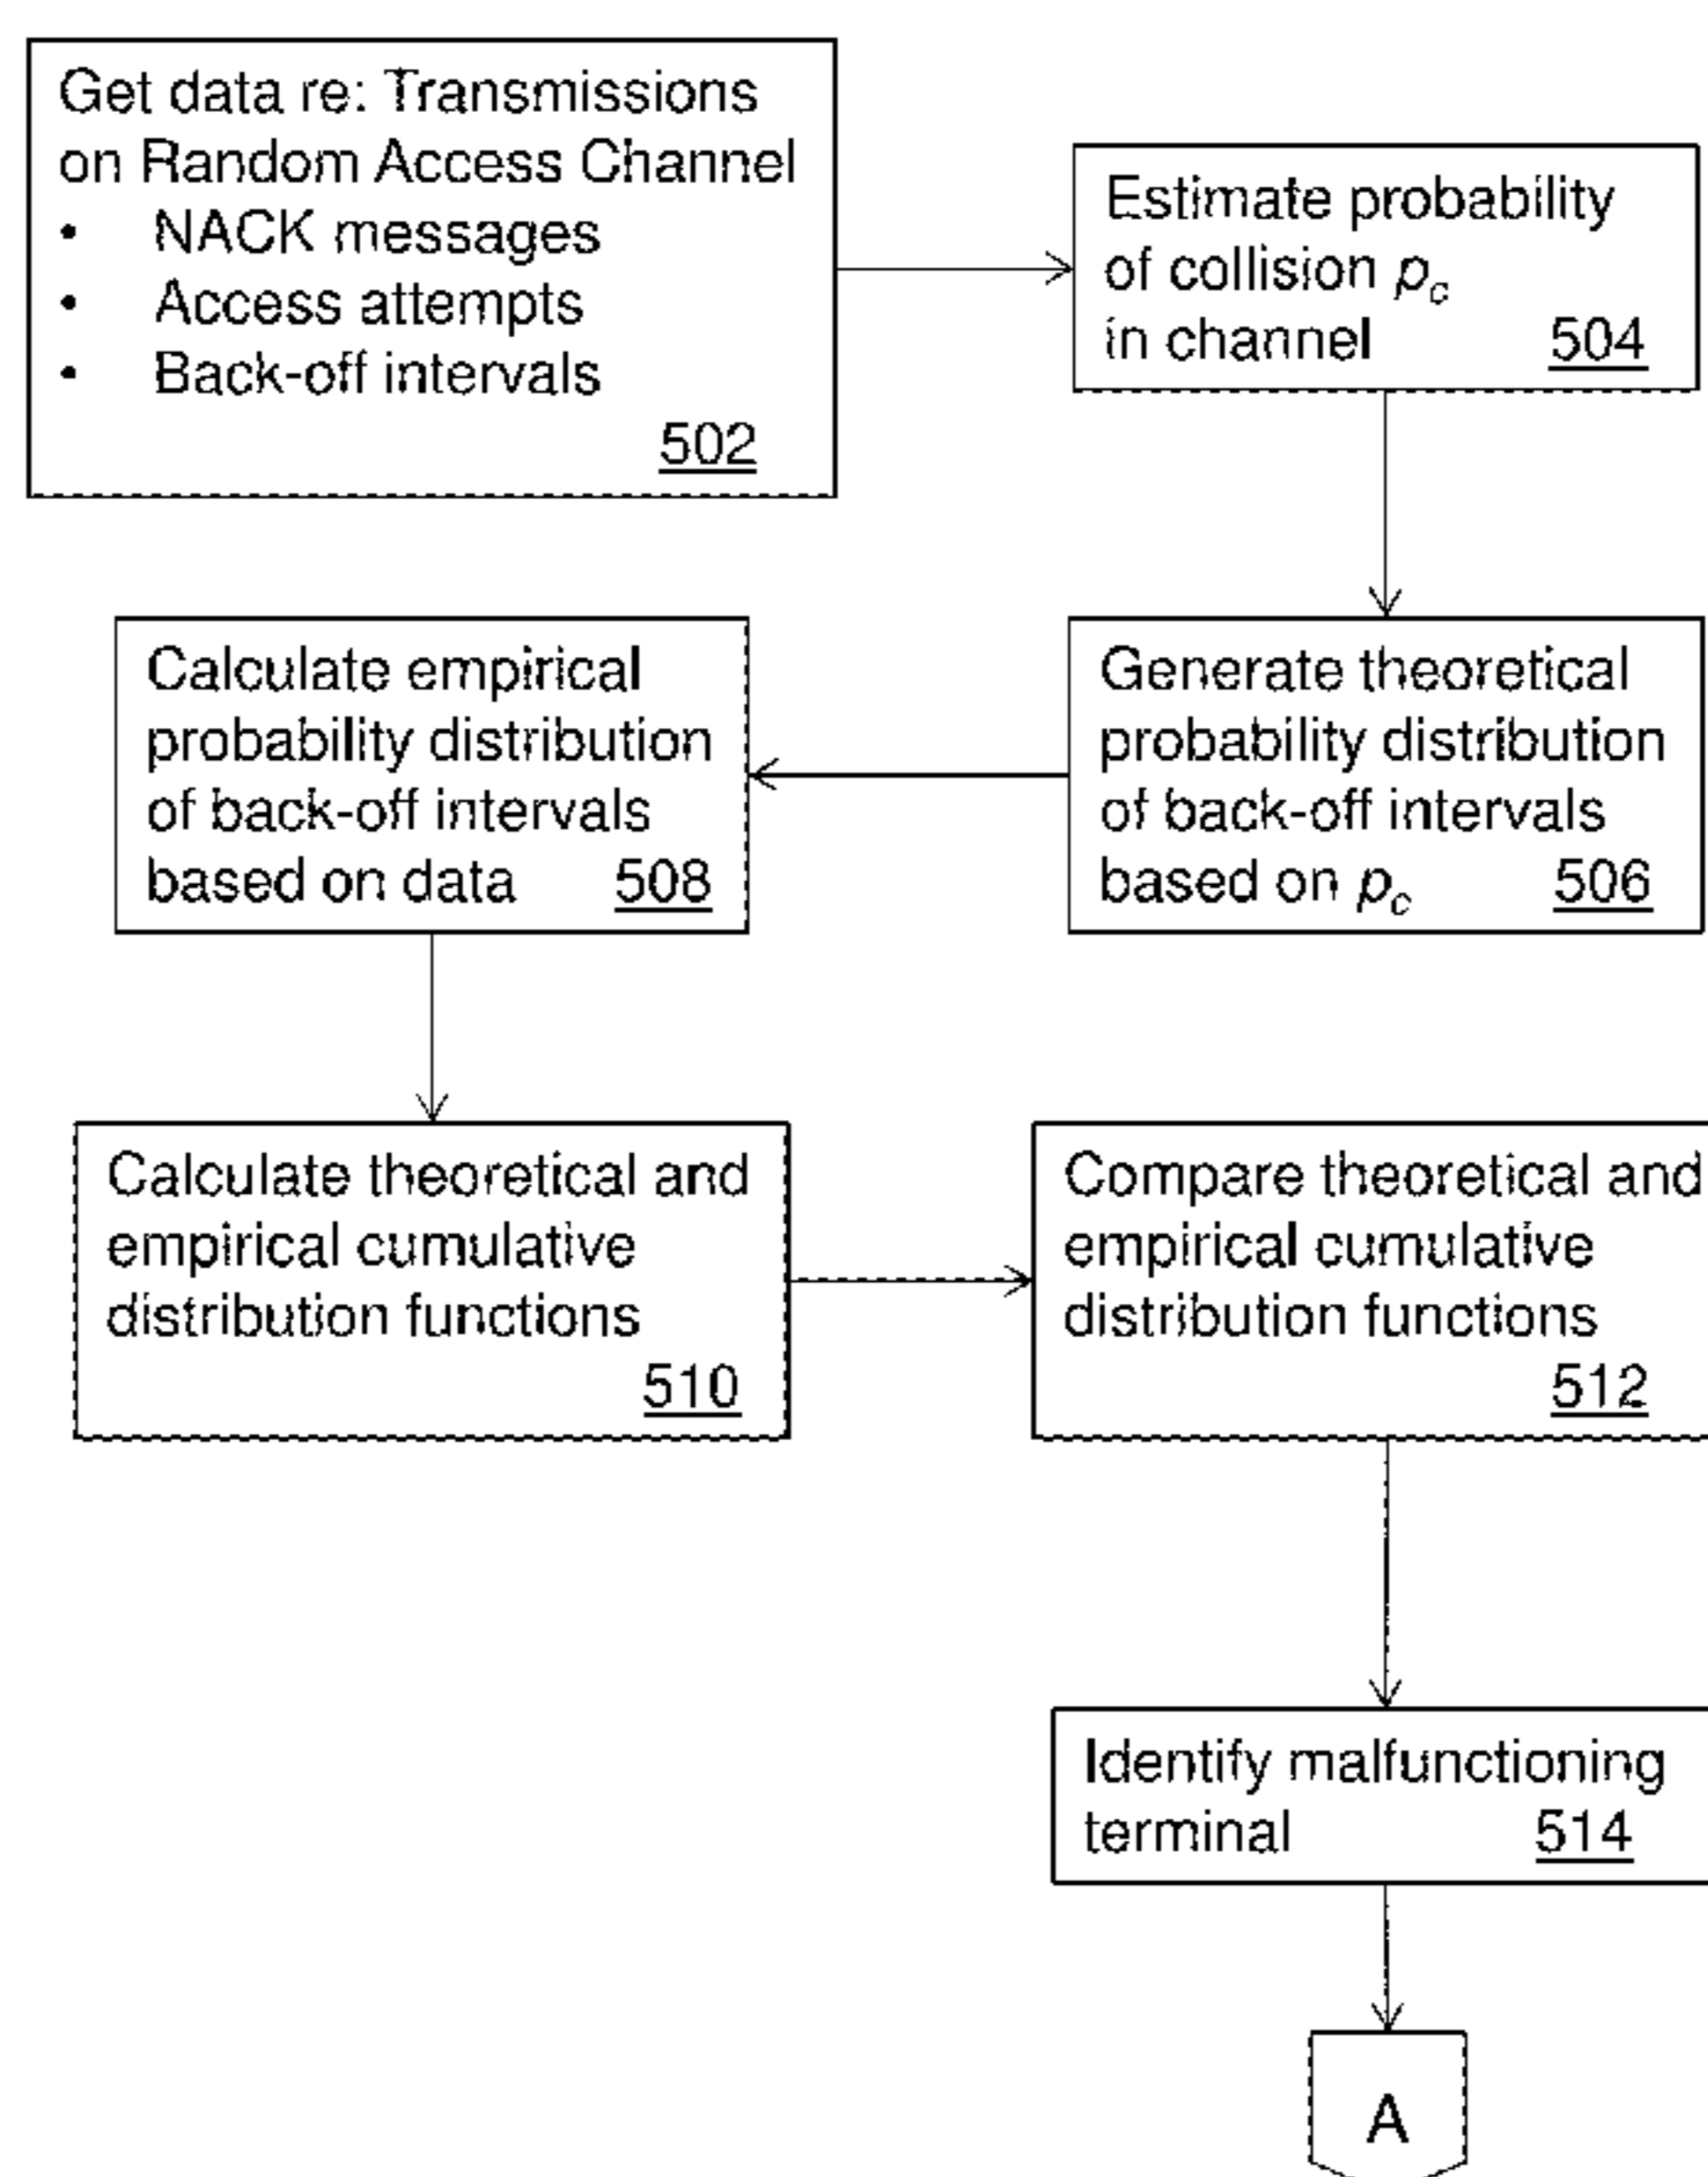 Get data re: Transmissions
on Random Access Channel
• NACK messages
• Access attempts
• Back-off intervals
502
Estimate probability
of collision p_c
in channel 504
Generate theoretical
probability distribution
of back-off intervals
based on p_c 506
Calculate empirical
probability distribution
of back-off intervals
based on data 508
Calculate theoretical and
empirical cumulative
distribution functions
510
Compare theoretical and
empirical cumulative
distribution functions
512
Identify malfunctioning
terminal 514
A